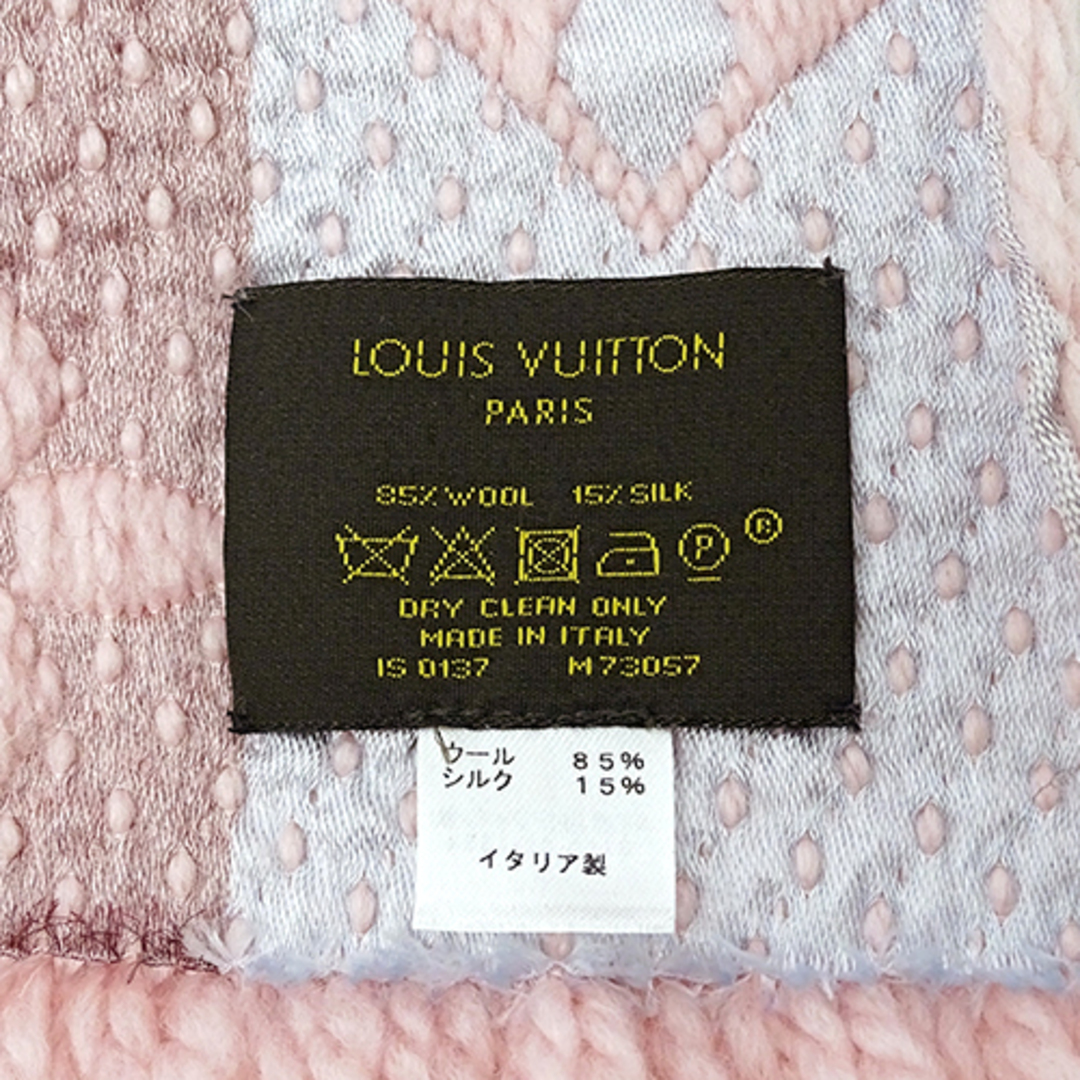 LOUIS VUITTON
PARIS
85% WOOL 15% SILK
P ®
DRY CLEAN ONLY
MADE IN ITALY
IS 0137 M73057
ウール 85%
シルク 15%
イタリア製